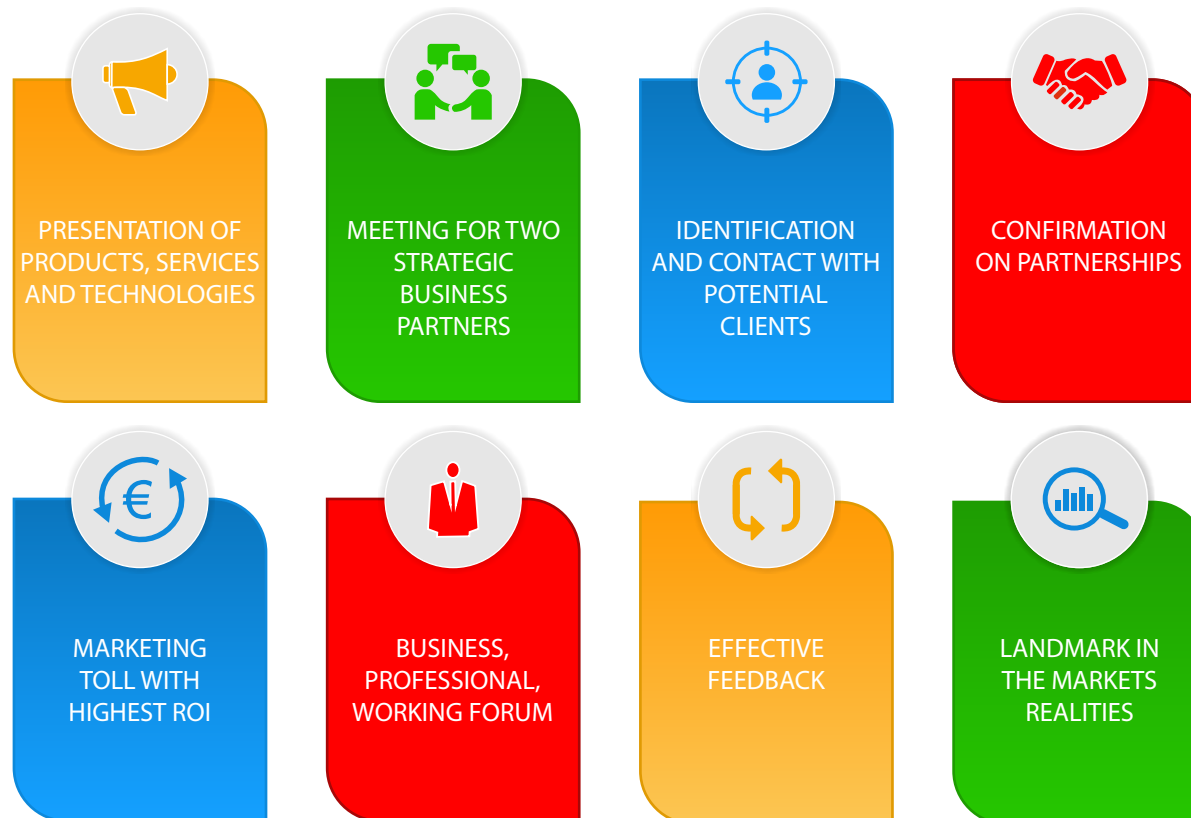 PRESENTATION OF
PRODUCTS, SERVICES
AND TECHNOLOGIES
MEETING FOR TWO
STRATEGIC
BUSINESS
PARTNERS
IDENTIFICATION
AND CONTACT WITH
POTENTIAL
CLIENTS
CONFIRMATION
ON PARTNERSHIPS
€
MARKETING
TOLL WITH
HIGHEST ROI
BUSINESS,
PROFESSIONAL,
WORKING FORUM
EFFECTIVE
FEEDBACK
LANDMARK IN
THE MARKETS
REALITIES